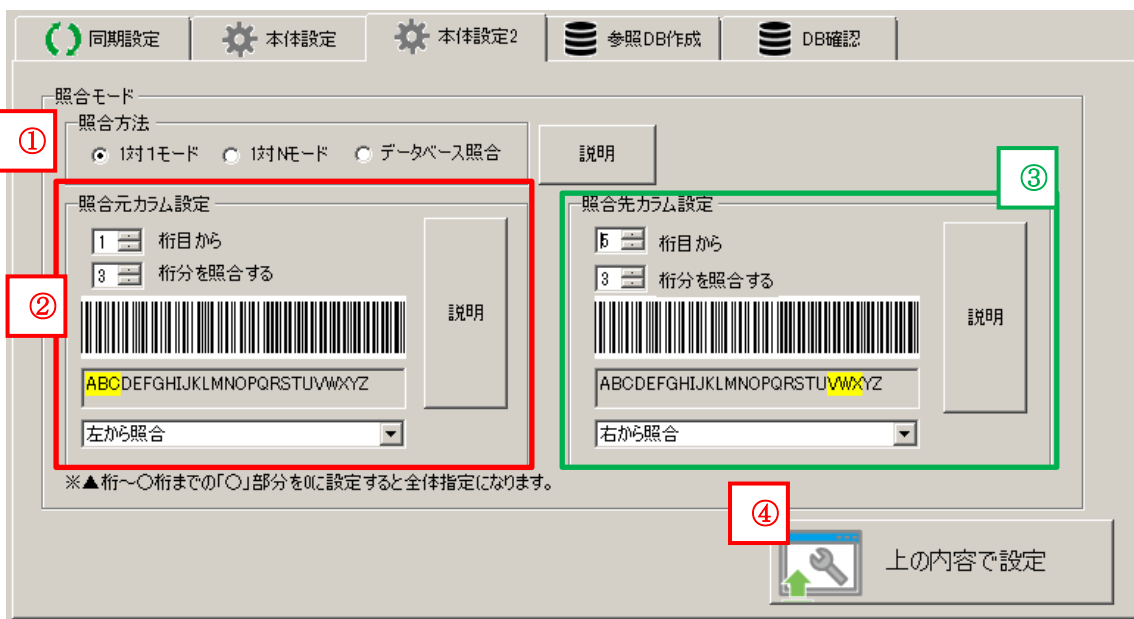 同期設定 本体設定 本体設定2 参照DB作成 DB確認
照合モード
①
照合方法
1対1モード 1対Nモード データベース照合 説明
③
②
照合元カラム設定
1 桁目から
3 桁分を照合する
説明
ABCDEFGHIJKLMNOPQRSTUVWXYZ
左から照合
照合先カラム設定
5 桁目から
3 桁分を照合する
説明
ABCDEFGHIJKLMNOPQRSTUVWXYZ
右から照合
※▲桁～○桁までの「○」部分を0に設定すると全体指定になります。
④
上の内容で設定